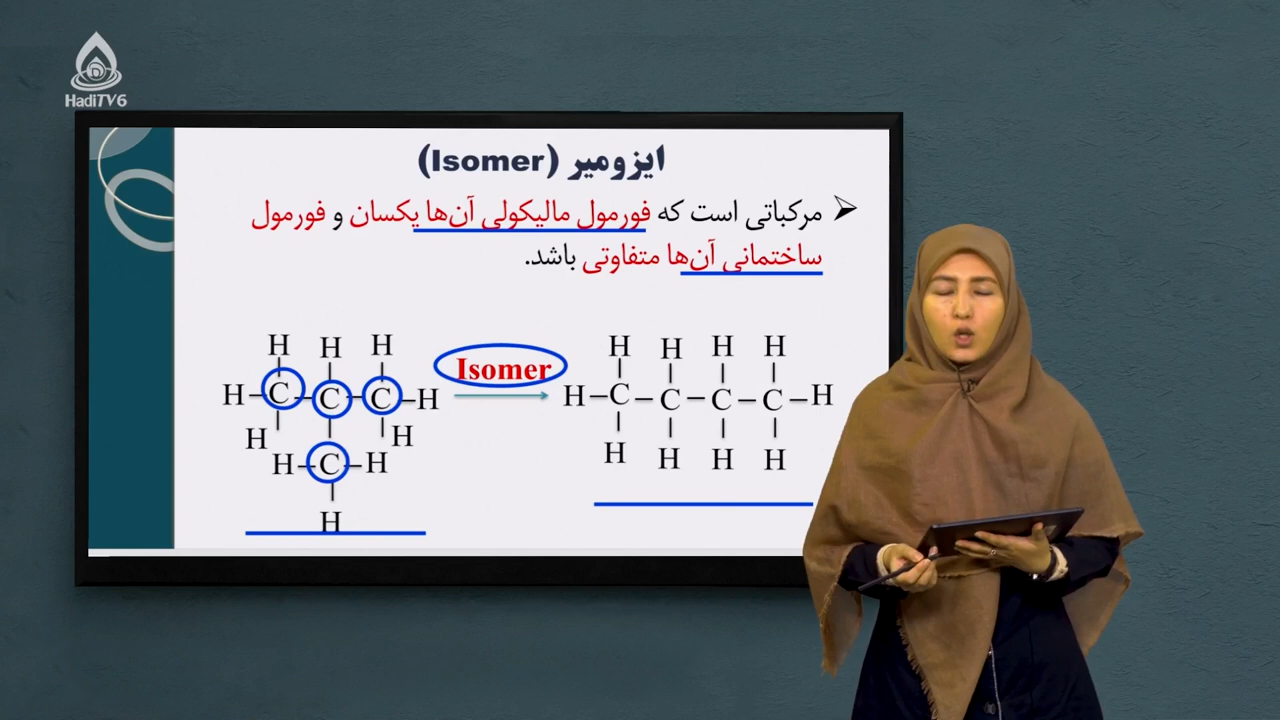 HadiTV6
ایزومیر (Isomer)
مرکباتی است که فورمول مالیکولی آن‌ها یکسان و فورمول
ساختمانی آن‌ها متفاوتی باشد.
Isomer
H H H
H–C–C–C–H
H H
H–C–H
H
H H H H
H–C–C–C–C–H
H H H H